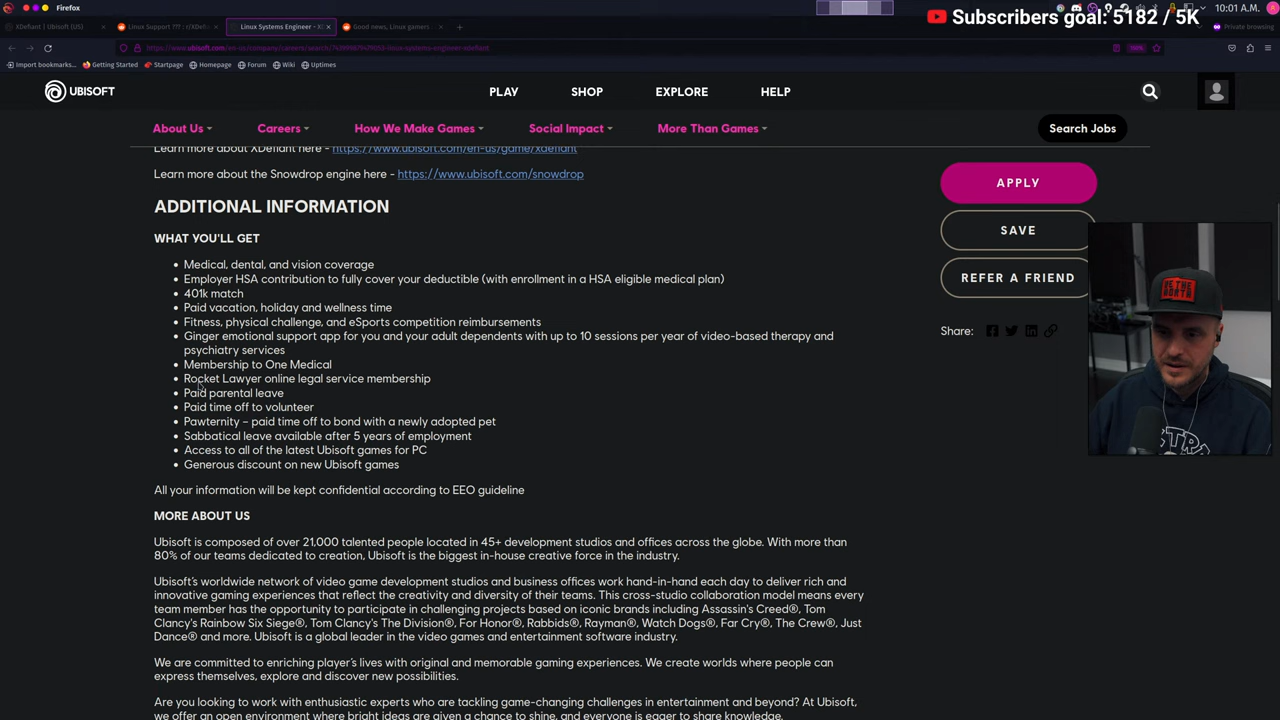 Firefox
10:01 A.M.
Subscribers goal: 5182 / 5K
XDefiant | Ubisoft (US)
Linux Support ??? : r/XDefia
Linux Systems Engineer - XD
Good news, Linux gamers
Private browsing
Import bookmarks...
Getting Started
Startpage
Homepage
Forum
Wiki
Uptimes
UBISOFT
PLAY
SHOP
EXPLORE
HELP
About Us
Careers
How We Make Games
Social Impact
More Than Games
Search Jobs
Learn more about XDefiant here - https://www.ubisoft.com/en-us/game/xdefiant
Learn more about the Snowdrop engine here - https://www.ubisoft.com/snowdrop
APPLY
SAVE
REFER A FRIEND
Share:
ADDITIONAL INFORMATION
WHAT YOU'LL GET
Medical, dental, and vision coverage
Employer HSA contribution to fully cover your deductible (with enrollment in a HSA eligible medical plan)
401k match
Paid vacation, holiday and wellness time
Fitness, physical challenge, and eSports competition reimbursements
Ginger emotional support app for you and your adult dependents with up to 10 sessions per year of video-based therapy and
psychiatry services
Membership to One Medical
Rocket Lawyer online legal service membership
Paid parental leave
Paid time off to volunteer
Pawternity – paid time off to bond with a newly adopted pet
Sabbatical leave available after 5 years of employment
Access to all of the latest Ubisoft games for PC
Generous discount on new Ubisoft games
All your information will be kept confidential according to EEO guideline
MORE ABOUT US
Ubisoft is composed of over 21,000 talented people located in 45+ development studios and offices across the globe. With more than
80% of our teams dedicated to creation, Ubisoft is the biggest in-house creative force in the industry.
Ubisoft's worldwide network of video game development studios and business offices work hand-in-hand each day to deliver rich and
innovative gaming experiences that reflect the creativity and diversity of their teams. This cross-studio collaboration model means every
team member has the opportunity to participate in challenging projects based on iconic brands including Assassin's Creed®, Tom
Clancy's Rainbow Six Siege®, Tom Clancy's The Division®, For Honor®, Rabbids®, Rayman®, Watch Dogs®, Far Cry®, The Crew®, Just
Dance® and more. Ubisoft is a global leader in the video games and entertainment software industry.
We are committed to enriching player's lives with original and memorable gaming experiences. We create worlds where people can
express themselves, explore and discover new possibilities.
Are you looking to work with enthusiastic experts who are tackling game-changing challenges in entertainment and beyond? At Ubisoft,
we offer an open environment where bright ideas are given a chance to shine, and everyone is eager to share knowledge.